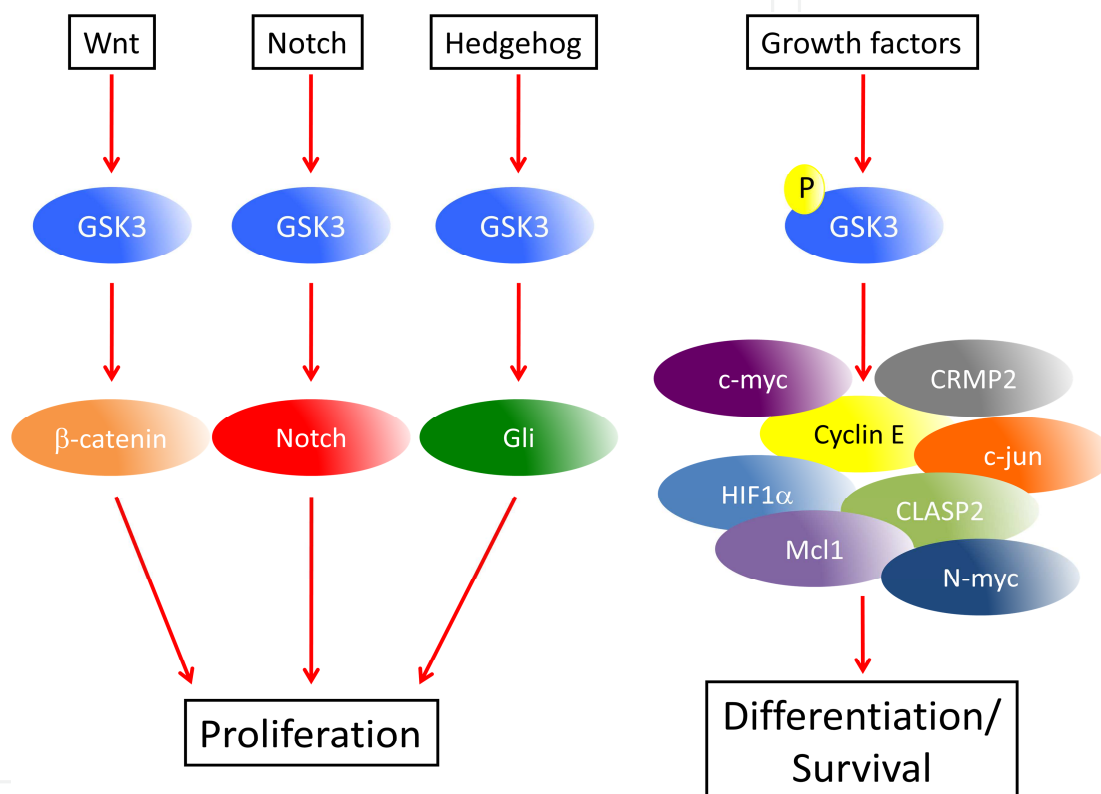 Wnt
Notch
Hedgehog
Growth factors
P
GSK3
GSK3
GSK3
GSK3
c-myc
CRMP2
β-catenin
Notch
Gli
Cyclin E
c-jun
HIF1α
CLASP2
Mcl1
N-myc
Proliferation
Differentiation/
Survival